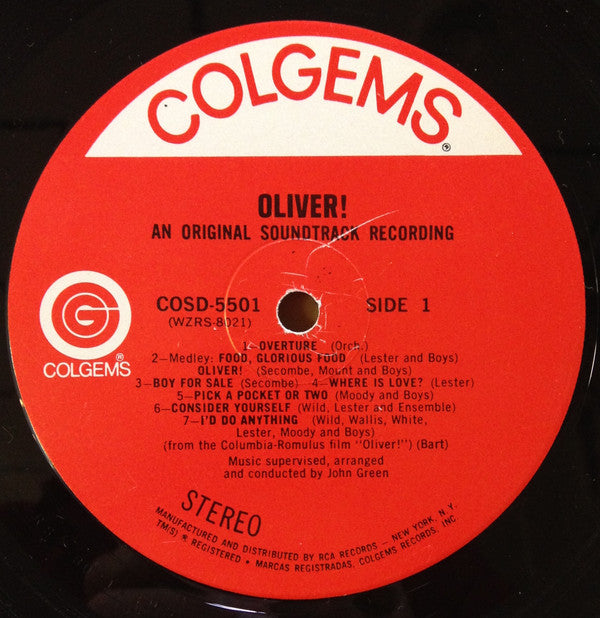 COLGEMS®
OLIVER!
AN ORIGINAL SOUNDTRACK RECORDING
COSD-5501 SIDE 1
(WZRS-8021)
G
COLGEMS®
1—OVERTURE (Orch.)
2—Medley: FOOD, GLORIOUS FOOD (Lester and Boys)
OLIVER! (Secombe, Mount and Boys)
3—BOY FOR SALE (Secombe) 4—WHERE IS LOVE? (Lester)
5—PICK A POCKET OR TWO (Moody and Boys)
6—CONSIDER YOURSELF (Wild, Lester and Ensemble)
7—I'D DO ANYTHING (Wild, Wallis, White,
Lester, Moody and Boys)
(from the Columbia-Romulus film "Oliver!") (Bart)
Music supervised, arranged
and conducted by John Green
STEREO
MANUFACTURED AND DISTRIBUTED BY RCA RECORDS – NEW YORK, N. Y.
TM(S) ® REGISTERED • MARCAS REGISTRADAS, COLGEMS RECORDS, INC.